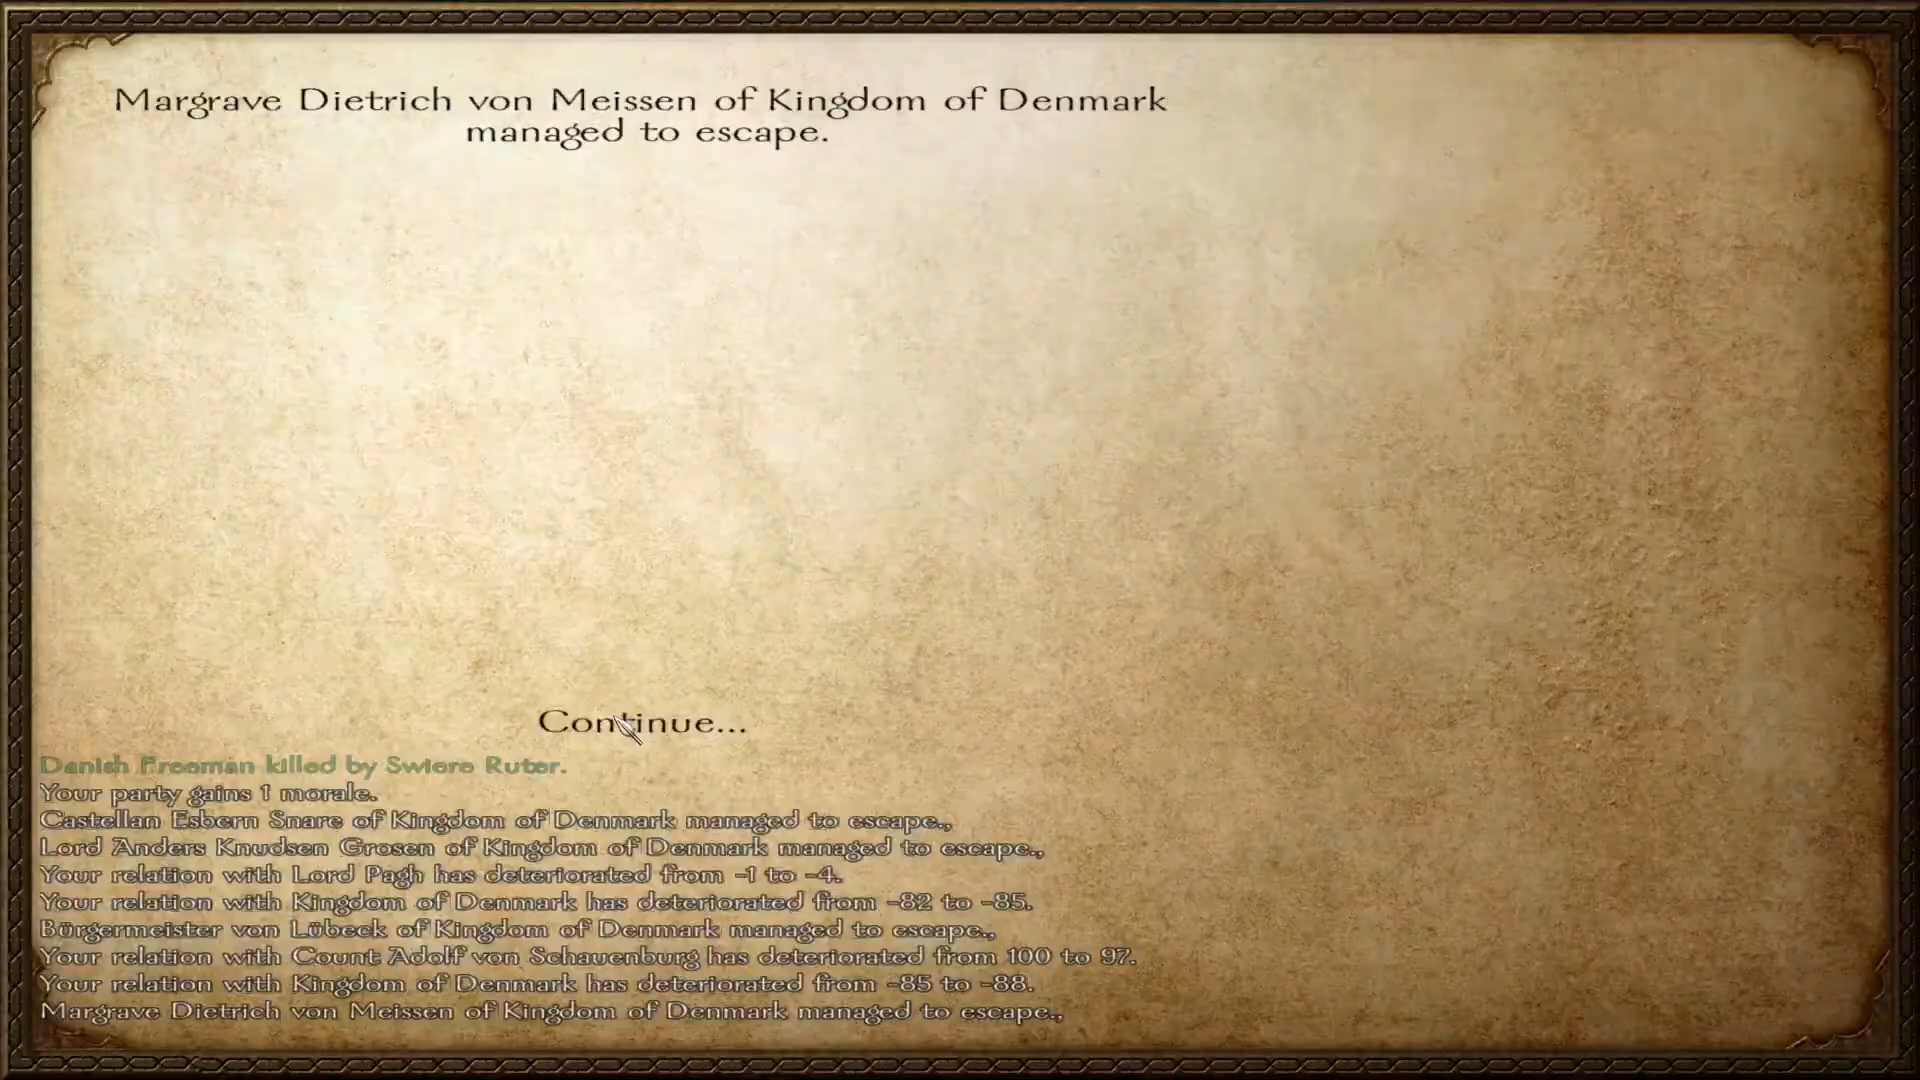 Margrave Dietrich von Meissen of Kingdom of Denmark
managed to escape.
Continue...
Danish Freeman killed by Swiere Ruter.
Your party gains 1 morale.
Castellan Esbern Snare of Kingdom of Denmark managed to escape.,
Lord Anders Knudsen Grosen of Kingdom of Denmark managed to escape.,
Your relation with Lord Pagh has deteriorated from -1 to -4.
Your relation with Kingdom of Denmark has deteriorated from -82 to -85.
Bürgermeister von Lübeck of Kingdom of Denmark managed to escape.,
Your relation with Count Adolf von Schauenburg has deteriorated from 100 to 97.
Your relation with Kingdom of Denmark has deteriorated from -85 to -88.
Margrave Dietrich von Meissen of Kingdom of Denmark managed to escape.,